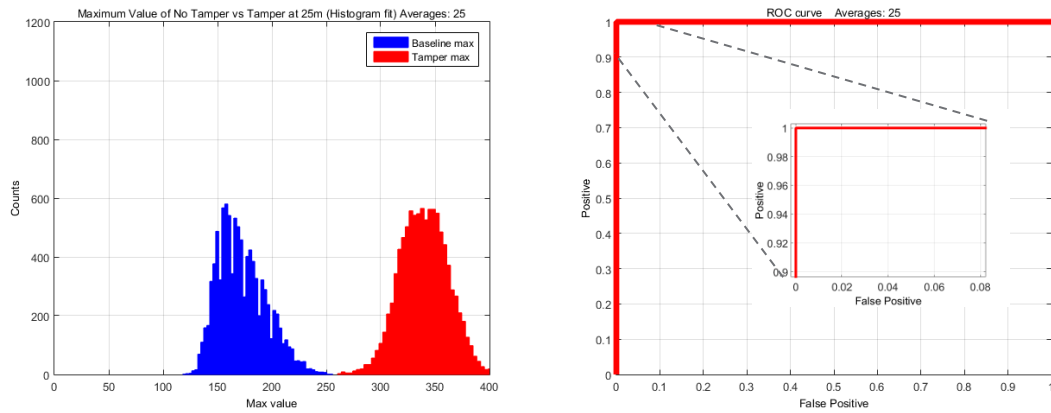 Maximum Value of No Tamper vs Tamper at 25m (Histogram fit) Averages: 25
1200
1000
800
600
400
200
0
Counts
Baseline max
Tamper max
0 50 100 150 200 250 300 350 400
Max value
ROC curve Averages: 25
1
0.9
0.8
0.7
0.6
0.5
0.4
0.3
0.2
0.1
0
Positive
1
0.98
0.96
0.94
0.92
0.9
Positive
0 0.02 0.04 0.06 0.08
False Positive
0 0.1 0.2 0.3 0.4 0.5 0.6 0.7 0.8 0.9 1
False Positive